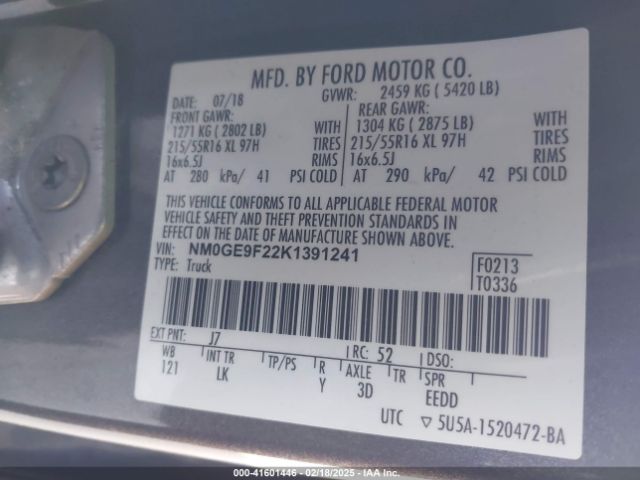 MFD. BY FORD MOTOR CO.
DATE: 07/18 GVWR: 2459 KG ( 5420 LB)
FRONT GAWR: REAR GAWR:
1271 KG ( 2802 LB) WITH 1304 KG ( 2875 LB) WITH
215/55R16 XL 97H TIRES 215/55R16 XL 97H TIRES
16x6.5J RIMS 16x6.5J RIMS
AT 280 kPa/ 41 PSI COLD AT 290 kPa/ 42 PSI COLD
THIS VEHICLE CONFORMS TO ALL APPLICABLE FEDERAL MOTOR
VEHICLE SAFETY AND THEFT PREVENTION STANDARDS IN
EFFECT ON THE DATE OF MANUFACTURE SHOWN ABOVE.
VIN: NM0GE9F22K1391241 F0213
TYPE: Truck T0336
EXT PNT: J7 RC: 52 DSO:
WB INT TR TP/PS R AXLE TR SPR
121 LK Y 3D EEDD
UTC ▽ 5U5A-1520472-BA
000-41601446 - 02/18/2025 - IAA Inc.